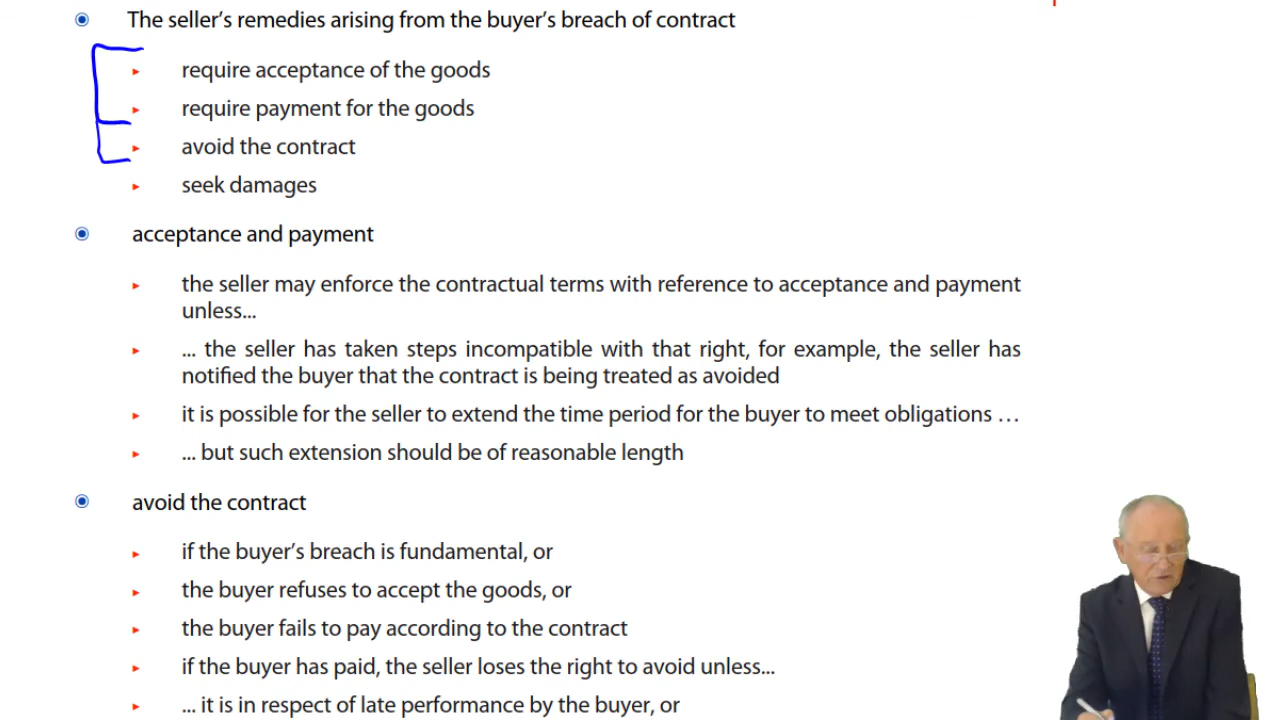 The seller's remedies arising from the buyer's breach of contract
require acceptance of the goods
require payment for the goods
avoid the contract
seek damages
acceptance and payment
the seller may enforce the contractual terms with reference to acceptance and payment
unless...
... the seller has taken steps incompatible with that right, for example, the seller has
notified the buyer that the contract is being treated as avoided
it is possible for the seller to extend the time period for the buyer to meet obligations ...
... but such extension should be of reasonable length
avoid the contract
if the buyer's breach is fundamental, or
the buyer refuses to accept the goods, or
the buyer fails to pay according to the contract
if the buyer has paid, the seller loses the right to avoid unless...
... it is in respect of late performance by the buyer, or